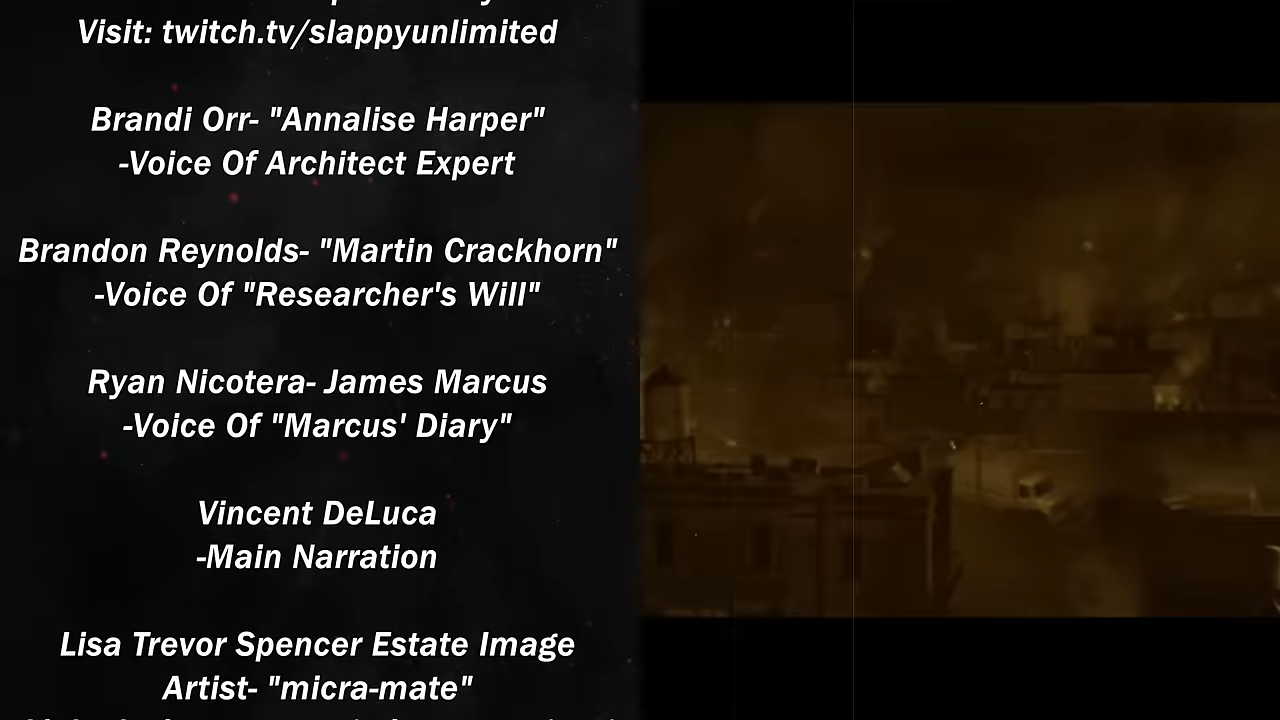 Visit: twitch.tv/slappyunlimited
Brandi Orr- "Annalise Harper"
-Voice Of Architect Expert
Brandon Reynolds- "Martin Crackhorn"
-Voice Of "Researcher's Will"
Ryan Nicotera- James Marcus
-Voice Of "Marcus' Diary"
Vincent DeLuca
-Main Narration
Lisa Trevor Spencer Estate Image
Artist- "micra-mate"